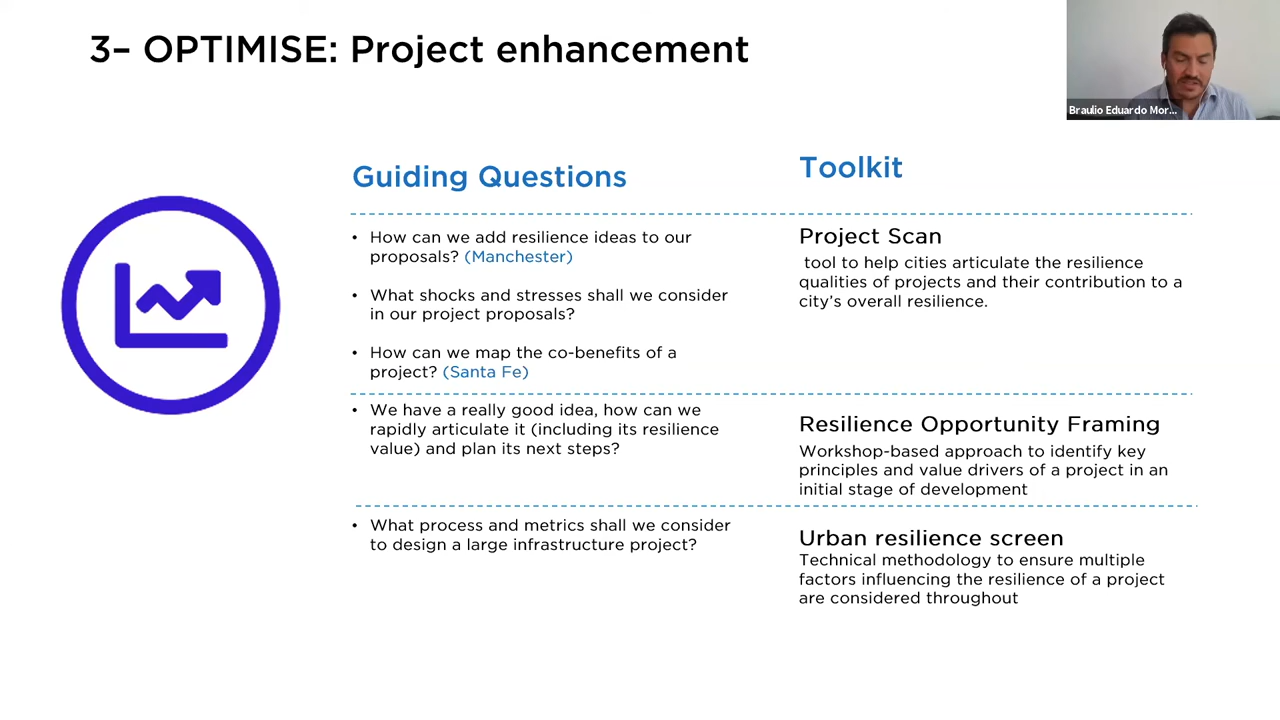 3– OPTIMISE: Project enhancement
Braulio Eduardo Mor...
Guiding Questions
Toolkit
• How can we add resilience ideas to our
proposals? (Manchester)
• What shocks and stresses shall we consider
in our project proposals?
• How can we map the co-benefits of a
project? (Santa Fe)
Project Scan
tool to help cities articulate the resilience
qualities of projects and their contribution to a
city's overall resilience.
• We have a really good idea, how can we
rapidly articulate it (including its resilience
value) and plan its next steps?
Resilience Opportunity Framing
Workshop-based approach to identify key
principles and value drivers of a project in an
initial stage of development
• What process and metrics shall we consider
to design a large infrastructure project?
Urban resilience screen
Technical methodology to ensure multiple
factors influencing the resilience of a project
are considered throughout